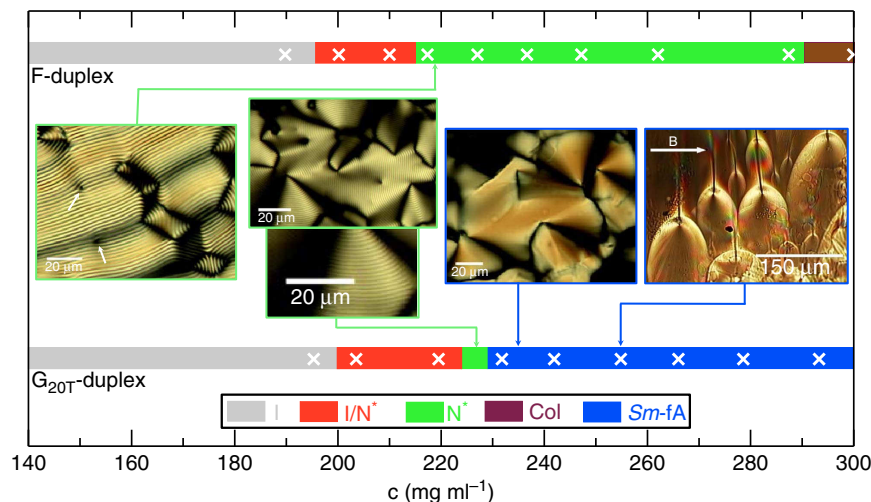 F-duplex
20 μm
20 μm
20 μm
20 μm
B
150 μm
G20T-duplex
I I/N* N* Col Sm-fA
140 160 180 200 220 240 260 280 300
c (mg ml–1)